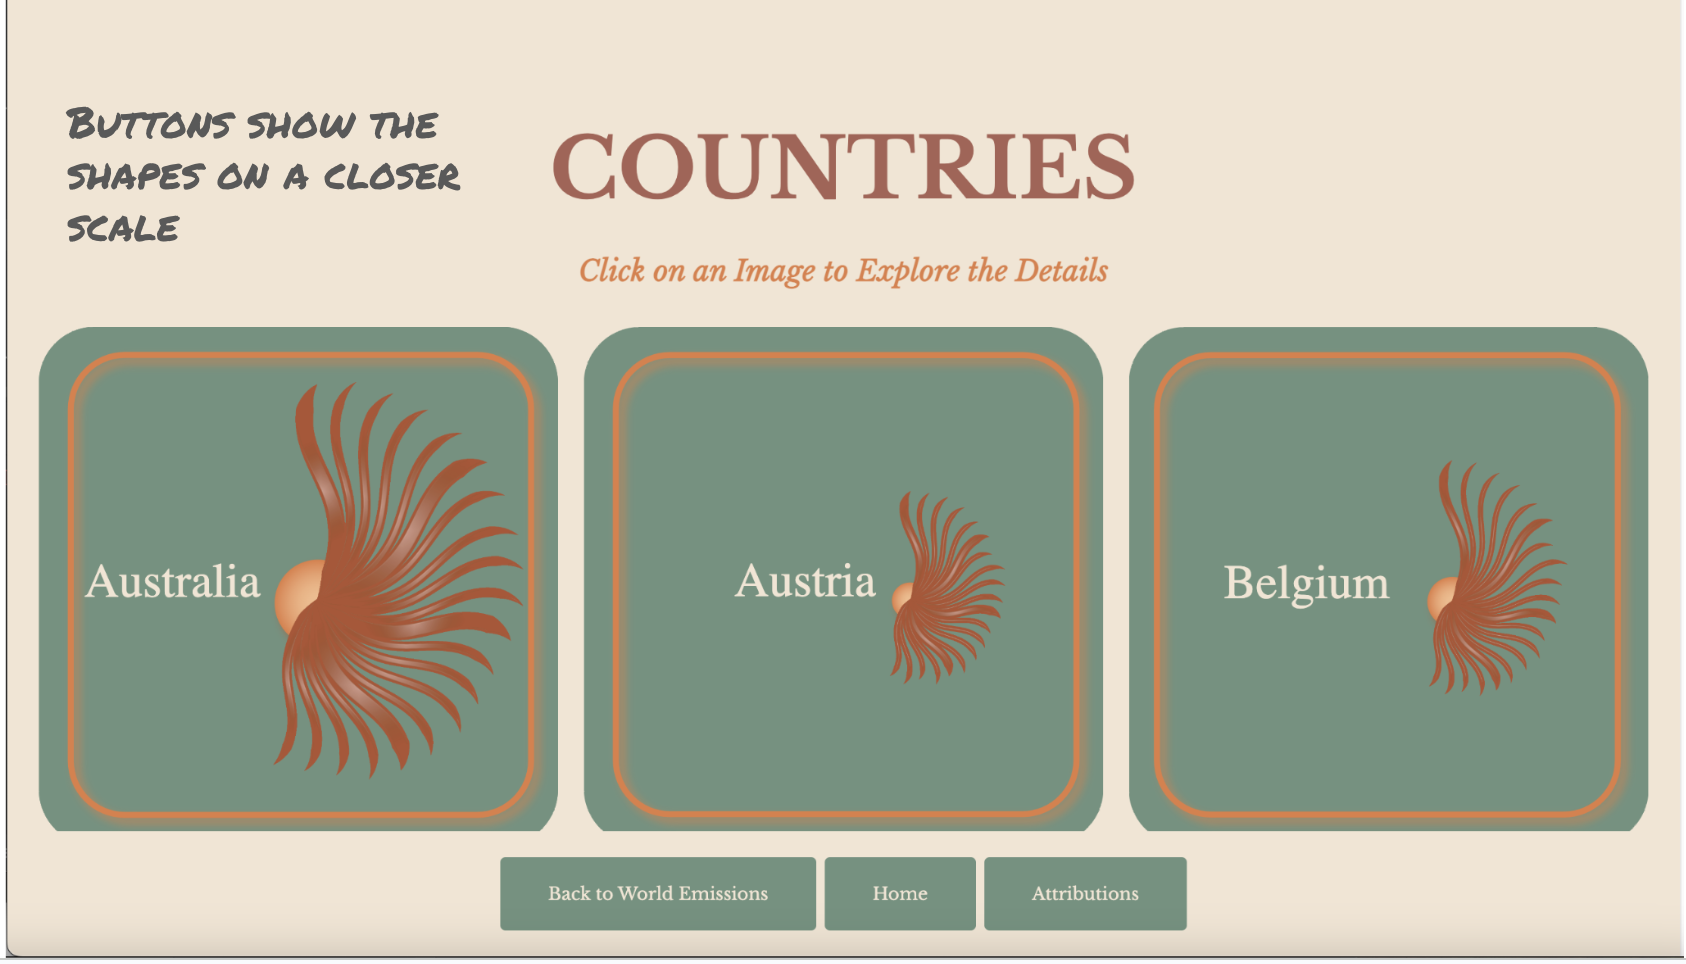 BUTTONS SHOW THE
SHAPES ON A CLOSER
SCALE
COUNTRIES
Click on an Image to Explore the Details
Australia
Austria
Belgium
Back to World Emissions
Home
Attributions